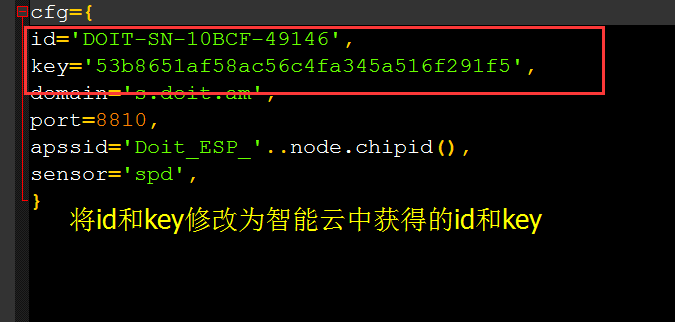 cfg={
id='DOIT-SN-10BCF-49146',
key='53b8651af58ac56c4fa345a516f291f5',
domain='s.doit.am',
port=8810,
apssid='Doit_ESP_'..node.chipid(),
sensor='spd',
}
将id和key修改为智能云中获得的id和key